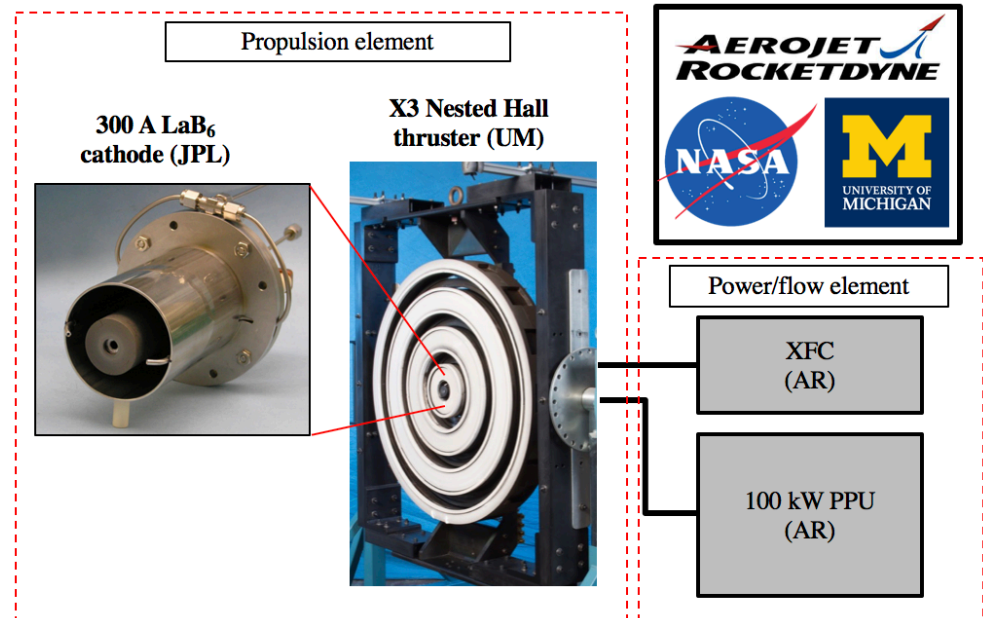 Propulsion element
300 A LaB₆
cathode (JPL)
X3 Nested Hall
thruster (UM)
AEROJET
ROCKETDYNE
NASA
M
UNIVERSITY OF
MICHIGAN
Power/flow element
XFC
(AR)
100 kW PPU
(AR)